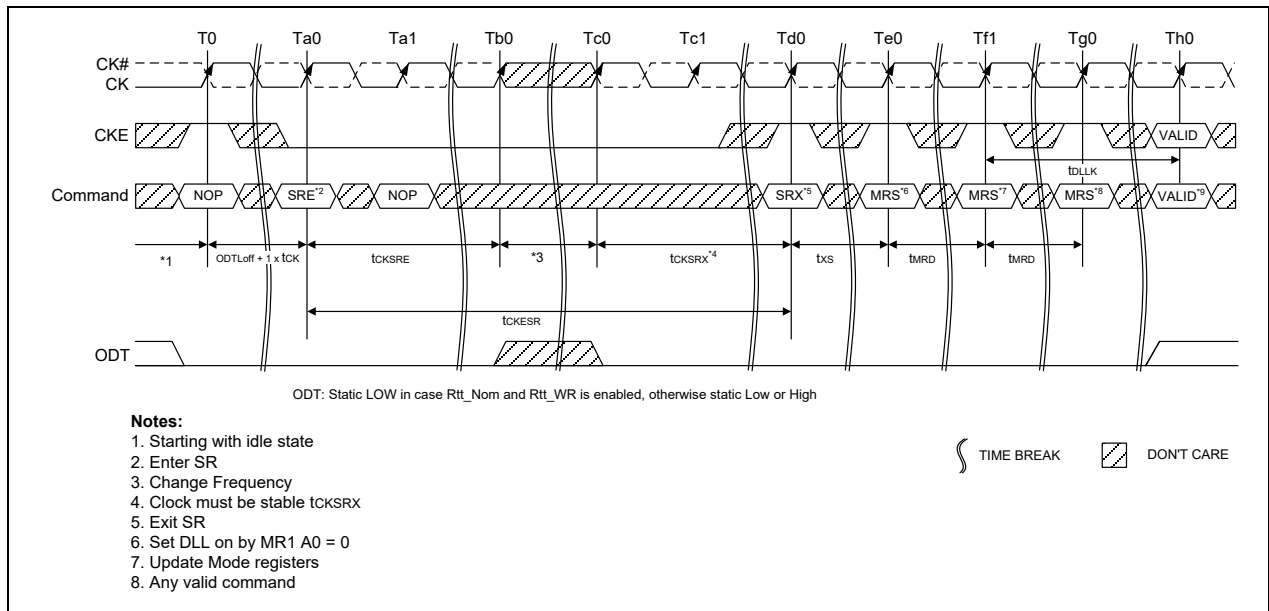 T0 Ta0 Ta1 Tb0 Tc0 Tc1 Td0 Te0 Tf1 Tg0 Th0
CK#
CK
CKE
VALID
tDLLK
Command
NOP SRE*2 NOP SRX*5 MRS*6 MRS*7 MRS*8 VALID*9
*1 ODTLoff + 1 x tCK tCKSRE *3 tCKSRX*4 tXS tMRD tMRD
tCKESR
ODT
ODT: Static LOW in case Rtt_Nom and Rtt_WR is enabled, otherwise static Low or High
Notes:
1. Starting with idle state
2. Enter SR
3. Change Frequency
4. Clock must be stable tCKSRX
5. Exit SR
6. Set DLL on by MR1 A0 = 0
7. Update Mode registers
8. Any valid command
TIME BREAK DON'T CARE